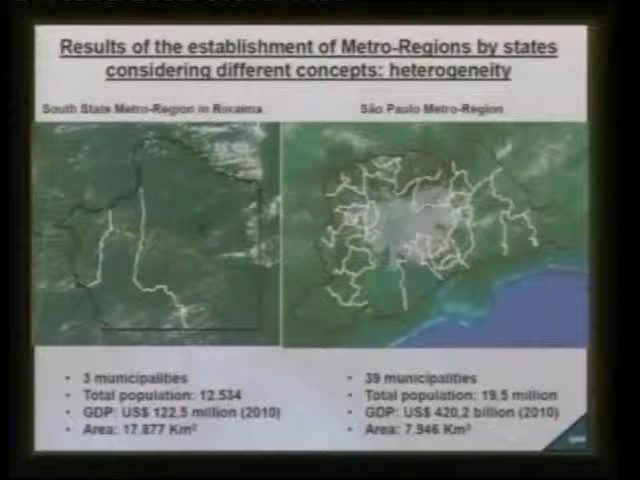 Results of the establishment of Metro-Regions by states
considering different concepts: heterogeneity
South State Metro-Region in Roraima
São Paulo Metro-Region
• 3 municipalities
• Total population: 12.534
• GDP: US$ 122,5 million (2010)
• Area: 17.877 Km²
• 39 municipalities
• Total population: 19.5 million
• GDP: US$ 420,2 billion (2010)
• Area: 7.946 Km²